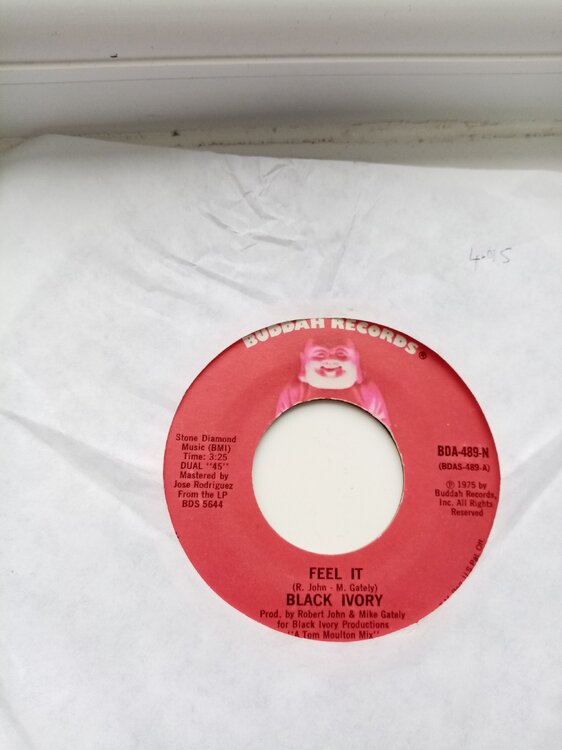 4.95
BUDDAH RECORDS®
Stone Diamond
Music (BMI)
Time: 3:25
DUAL "45"
Mastered by
Jose Rodriguez
From the LP
BDS 5644
BDA-489-N
(BDAS-489-A)
℗ 1975 by
Buddah Records,
Inc. All Rights
Reserved
FEEL IT
(R. John - M. Gately)
BLACK IVORY
Prod. by Robert John & Mike Gately
for Black Ivory Productions
"A Tom Moulton Mix"
U.S. Pat. Off.